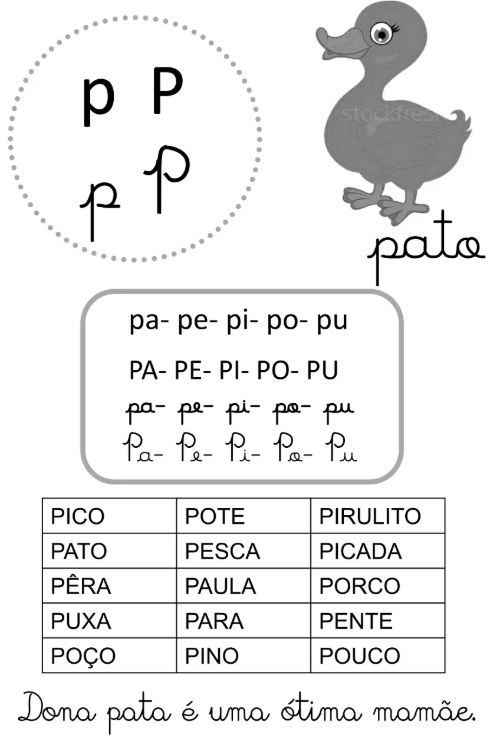 p P
p P
stockfresh
pato
pa- pe- pi- po- pu
PA- PE- PI- PO- PU
pa- pe- pi- po- pu
Pa- Pe- Pi- Po- Pu
PICO POTE PIRULITO
PATO PESCA PICADA
PÊRA PAULA PORCO
PUXA PARA PENTE
POÇO PINO POUCO
Dona pata é uma ótima mamãe.